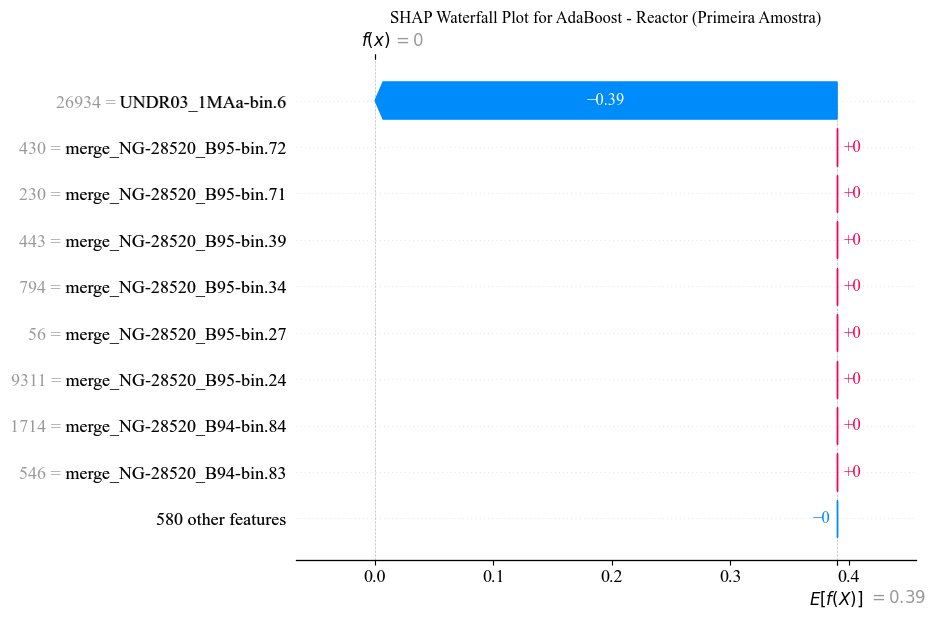 SHAP Waterfall Plot for AdaBoost - Reactor (Primeira Amostra)
f(x) = 0
26934 = UNDR03_1MAa-bin.6 −0.39
430 = merge_NG-28520_B95-bin.72 +0
230 = merge_NG-28520_B95-bin.71 +0
443 = merge_NG-28520_B95-bin.39 +0
794 = merge_NG-28520_B95-bin.34 +0
56 = merge_NG-28520_B95-bin.27 +0
9311 = merge_NG-28520_B95-bin.24 +0
1714 = merge_NG-28520_B94-bin.84 +0
546 = merge_NG-28520_B94-bin.83 +0
580 other features −0
0.0 0.1 0.2 0.3 0.4
E[f(X)] = 0.39